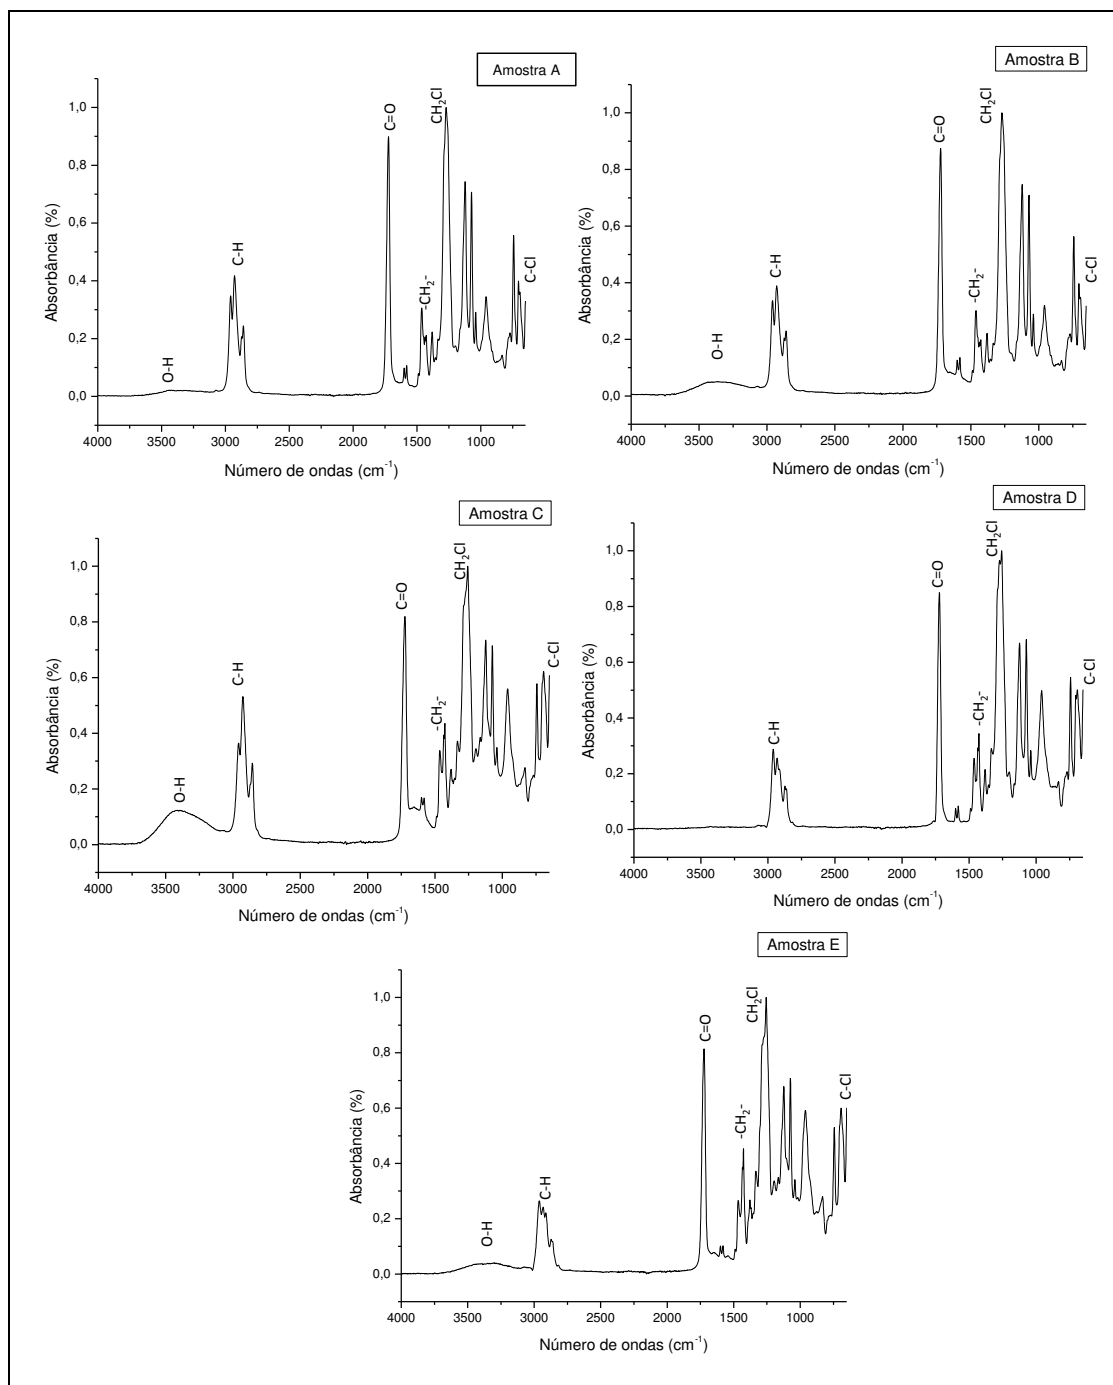 Amostra A
Absorbância (%)
1,0
0,8
0,6
0,4
0,2
0,0
O-H
C-H
C=O
-CH₂-
CH₂Cl
C-Cl
4000 3500 3000 2500 2000 1500 1000
Número de ondas (cm⁻¹)
Amostra B
Absorbância (%)
1,0
0,8
0,6
0,4
0,2
0,0
O-H
C-H
C=O
-CH₂-
CH₂Cl
C-Cl
4000 3500 3000 2500 2000 1500 1000
Número de ondas (cm⁻¹)
Amostra C
Absorbância (%)
1,0
0,8
0,6
0,4
0,2
0,0
O-H
C-H
C=O
-CH₂-
CH₂Cl
C-Cl
4000 3500 3000 2500 2000 1500 1000
Número de ondas (cm⁻¹)
Amostra D
Absorbância (%)
1,0
0,8
0,6
0,4
0,2
0,0
C-H
C=O
-CH₂-
CH₂Cl
C-Cl
4000 3500 3000 2500 2000 1500 1000
Número de ondas (cm⁻¹)
Amostra E
Absorbância (%)
1,0
0,8
0,6
0,4
0,2
0,0
O-H
C-H
C=O
-CH₂-
CH₂Cl
C-Cl
4000 3500 3000 2500 2000 1500 1000
Número de ondas (cm⁻¹)